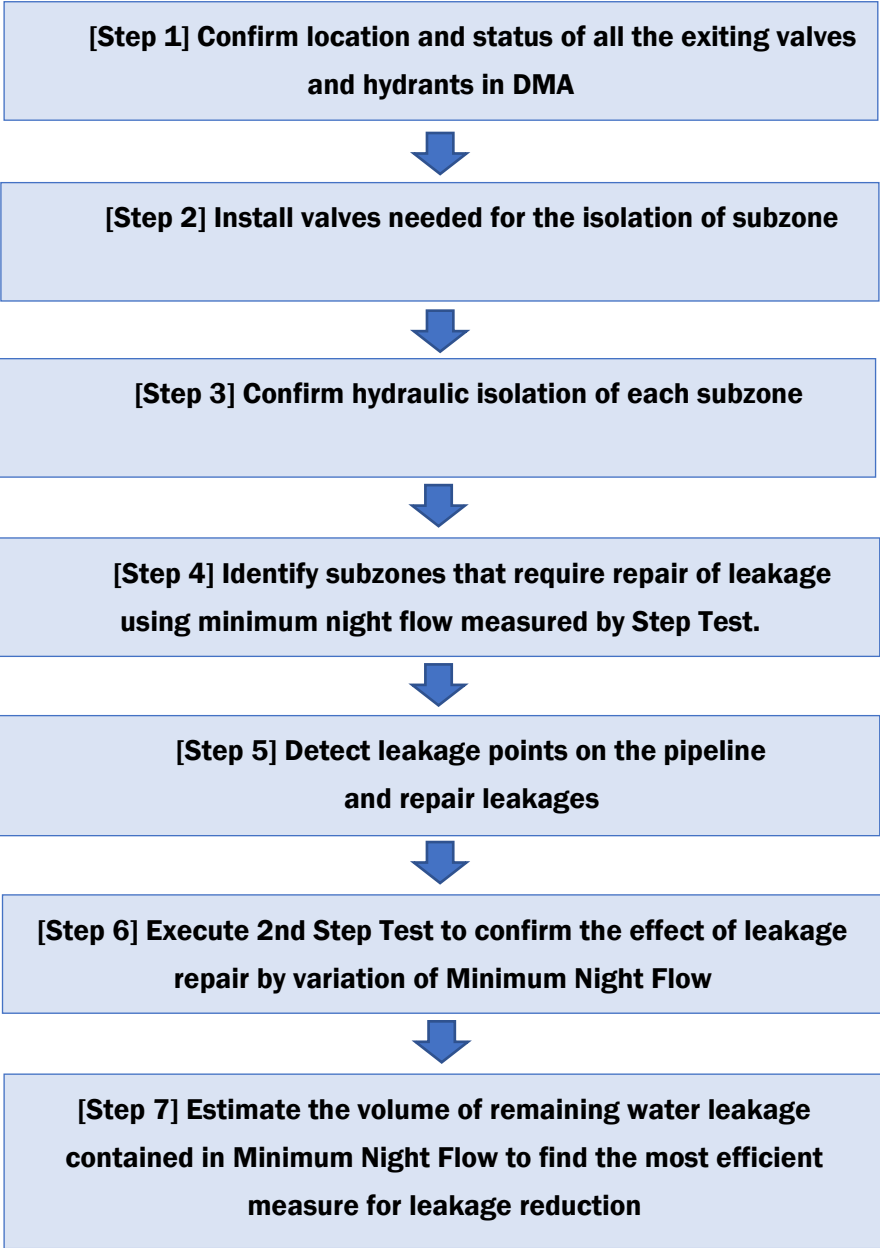 [Step 1] Confirm location and status of all the exiting valves
and hydrants in DMA
[Step 2] Install valves needed for the isolation of subzone
[Step 3] Confirm hydraulic isolation of each subzone
[Step 4] Identify subzones that require repair of leakage
using minimum night flow measured by Step Test.
[Step 5] Detect leakage points on the pipeline
and repair leakages
[Step 6] Execute 2nd Step Test to confirm the effect of leakage
repair by variation of Minimum Night Flow
[Step 7] Estimate the volume of remaining water leakage
contained in Minimum Night Flow to find the most efficient
measure for leakage reduction